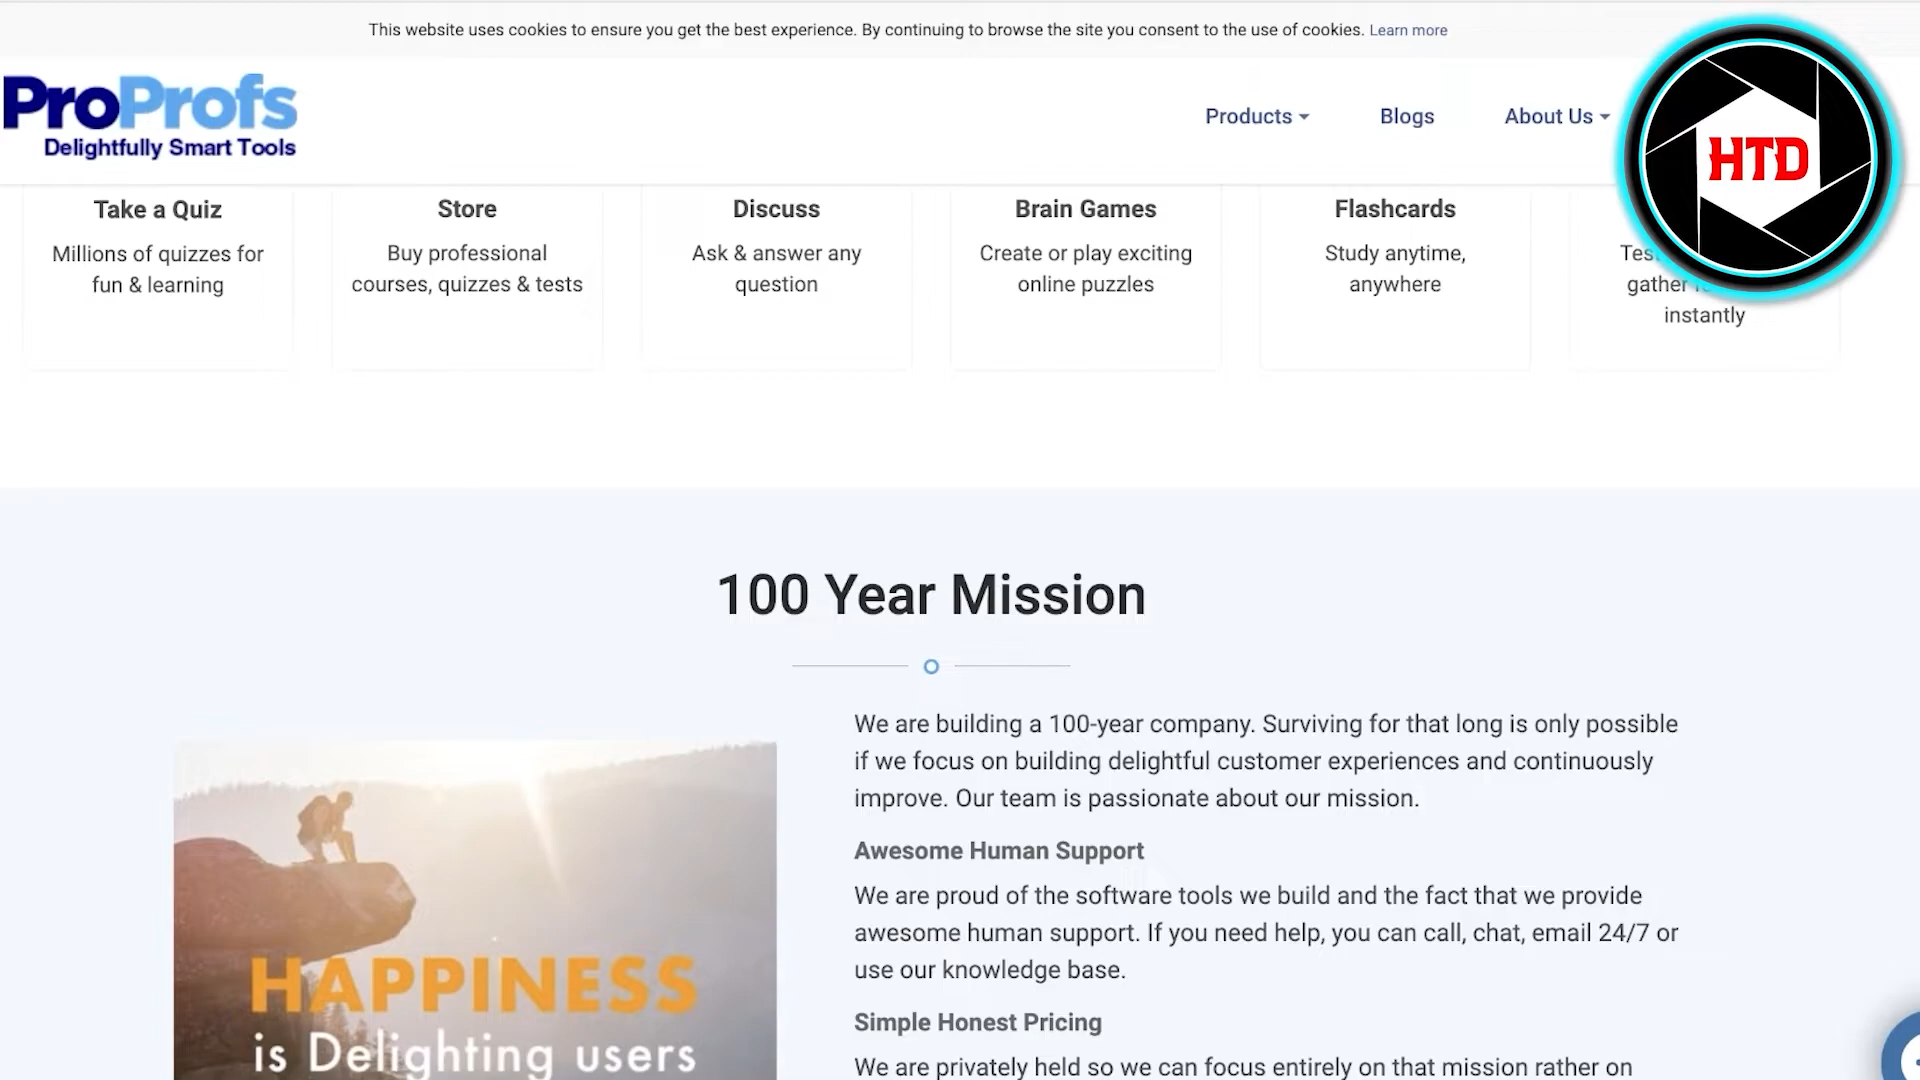 This website uses cookies to ensure you get the best experience. By continuing to browse the site you consent to the use of cookies. Learn more
ProProfs
Delightfully Smart Tools
Products
Blogs
About Us
HTD
Take a Quiz
Millions of quizzes for
fun & learning
Store
Buy professional
courses, quizzes & tests
Discuss
Ask & answer any
question
Brain Games
Create or play exciting
online puzzles
Flashcards
Study anytime,
anywhere
gather
instantly
100 Year Mission
We are building a 100-year company. Surviving for that long is only possible
if we focus on building delightful customer experiences and continuously
improve. Our team is passionate about our mission.
Awesome Human Support
We are proud of the software tools we build and the fact that we provide
awesome human support. If you need help, you can call, chat, email 24/7 or
use our knowledge base.
Simple Honest Pricing
We are privately held so we can focus entirely on that mission rather on
HAPPINESS
is Delighting users